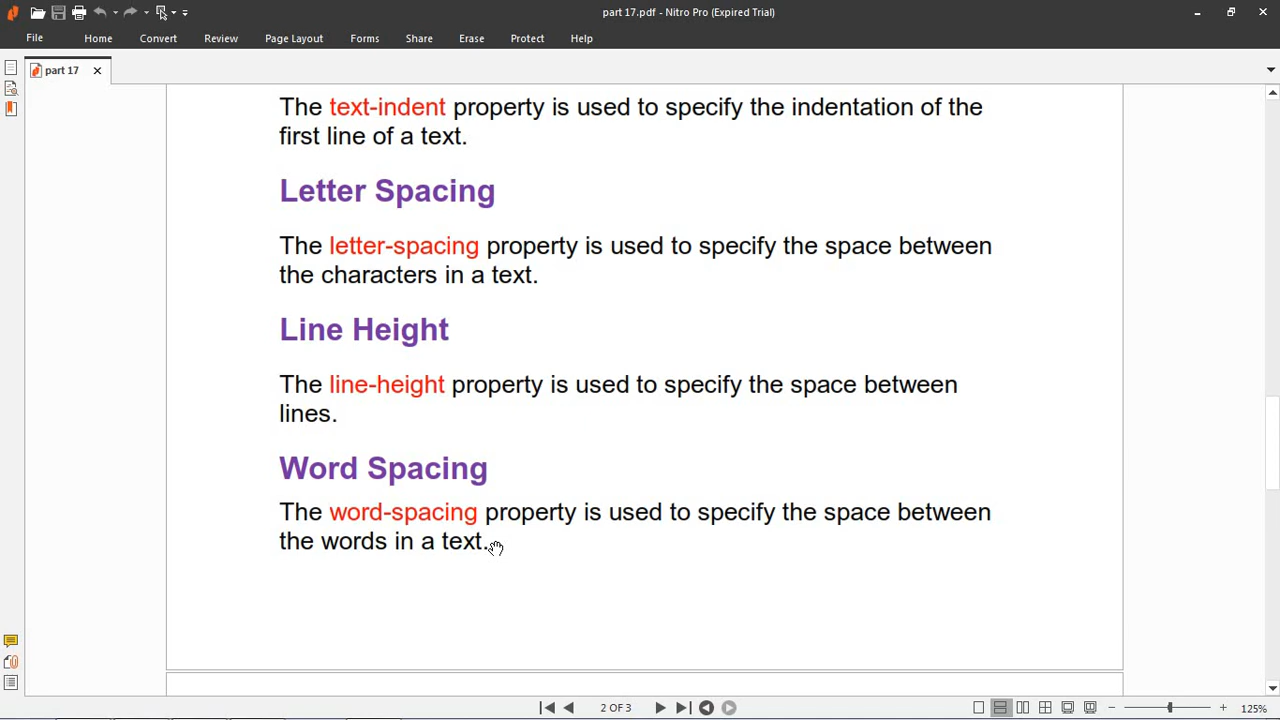 part 17.pdf - Nitro Pro (Expired Trial)
File Home Convert Review Page Layout Forms Share Erase Protect Help
part 17
The text-indent property is used to specify the indentation of the
first line of a text.
Letter Spacing
The letter-spacing property is used to specify the space between
the characters in a text.
Line Height
The line-height property is used to specify the space between
lines.
Word Spacing
The word-spacing property is used to specify the space between
the words in a text.
2 OF 3
125%